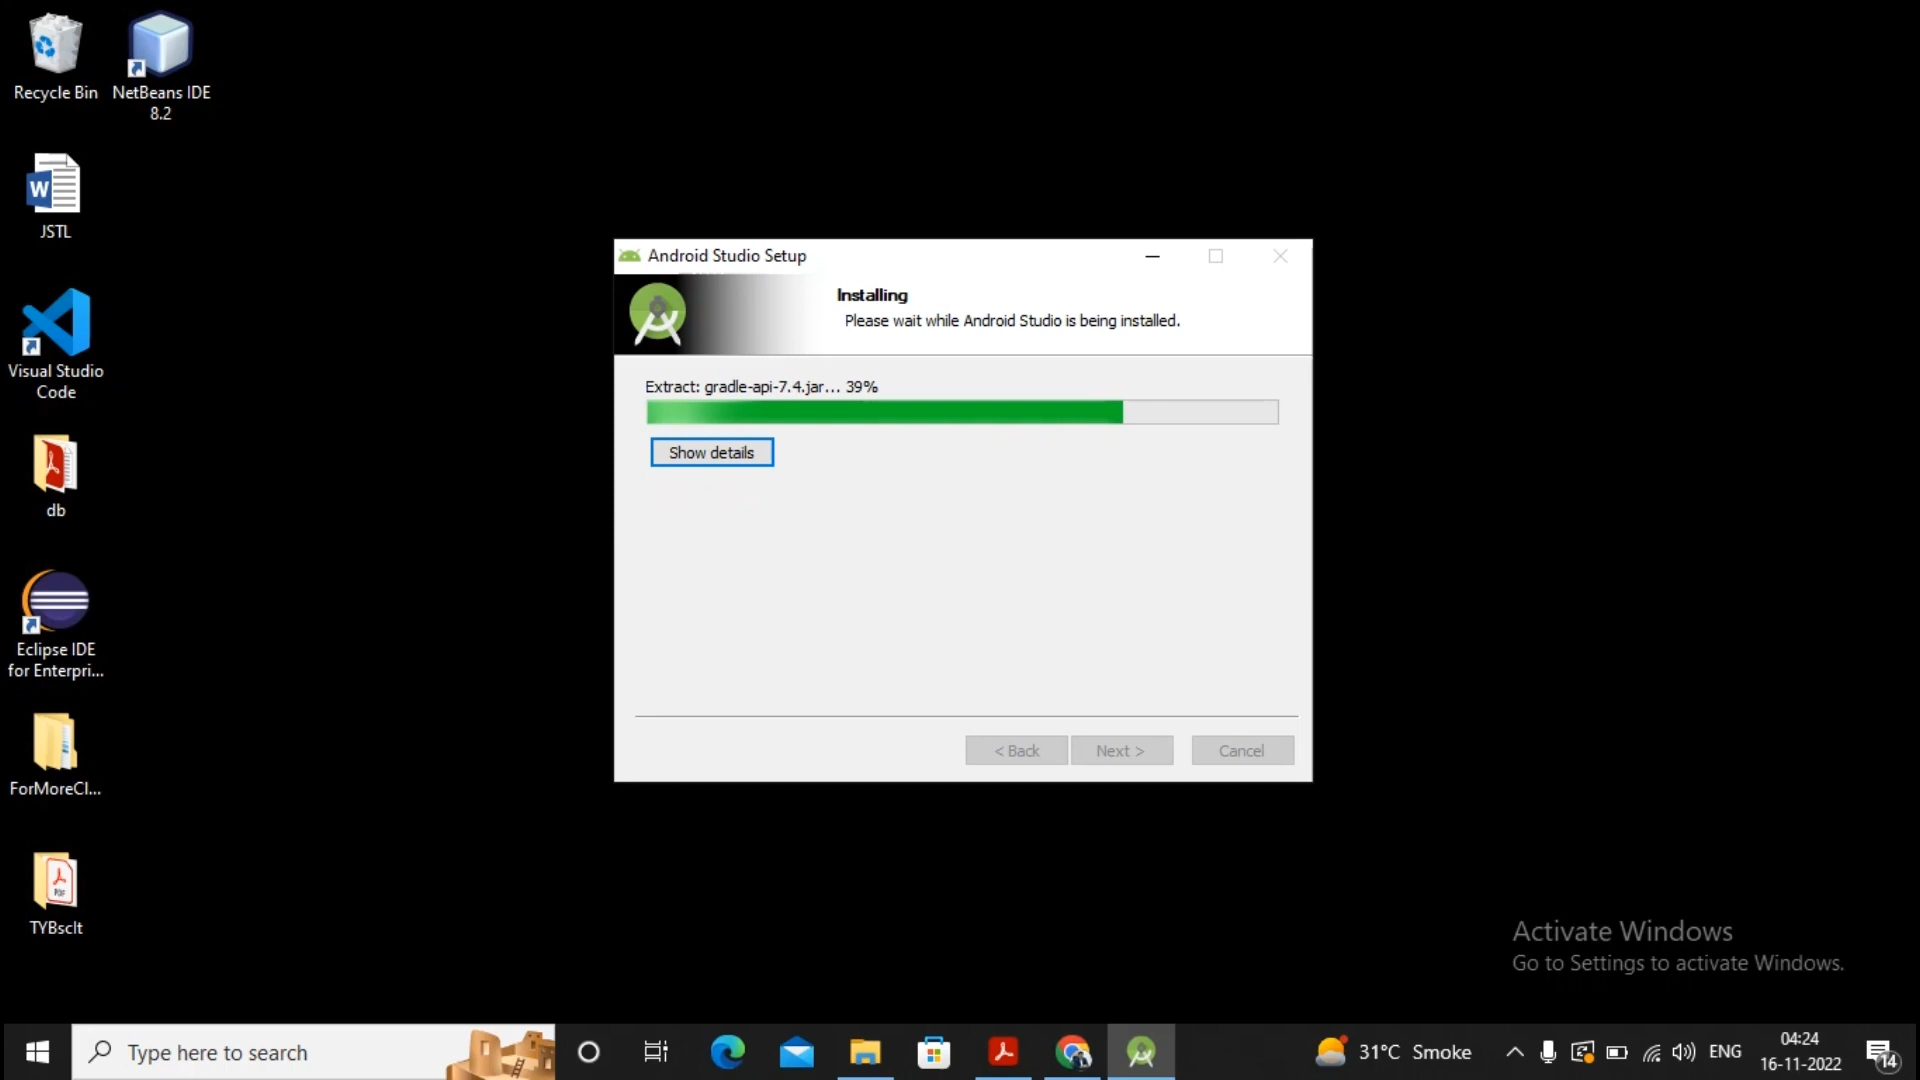 Recycle Bin
NetBeans IDE
8.2
W
JSTL
Visual Studio
Code
db
Eclipse IDE
for Enterpri...
ForMoreCl...
PDF
TYBscIt
Android Studio Setup
Installing
Please wait while Android Studio is being installed.
Extract: gradle-api-7.4.jar... 39%
Show details
< Back
Next >
Cancel
Activate Windows
Go to Settings to activate Windows.
Type here to search
31°C Smoke
ENG
04:24
16-11-2022
14